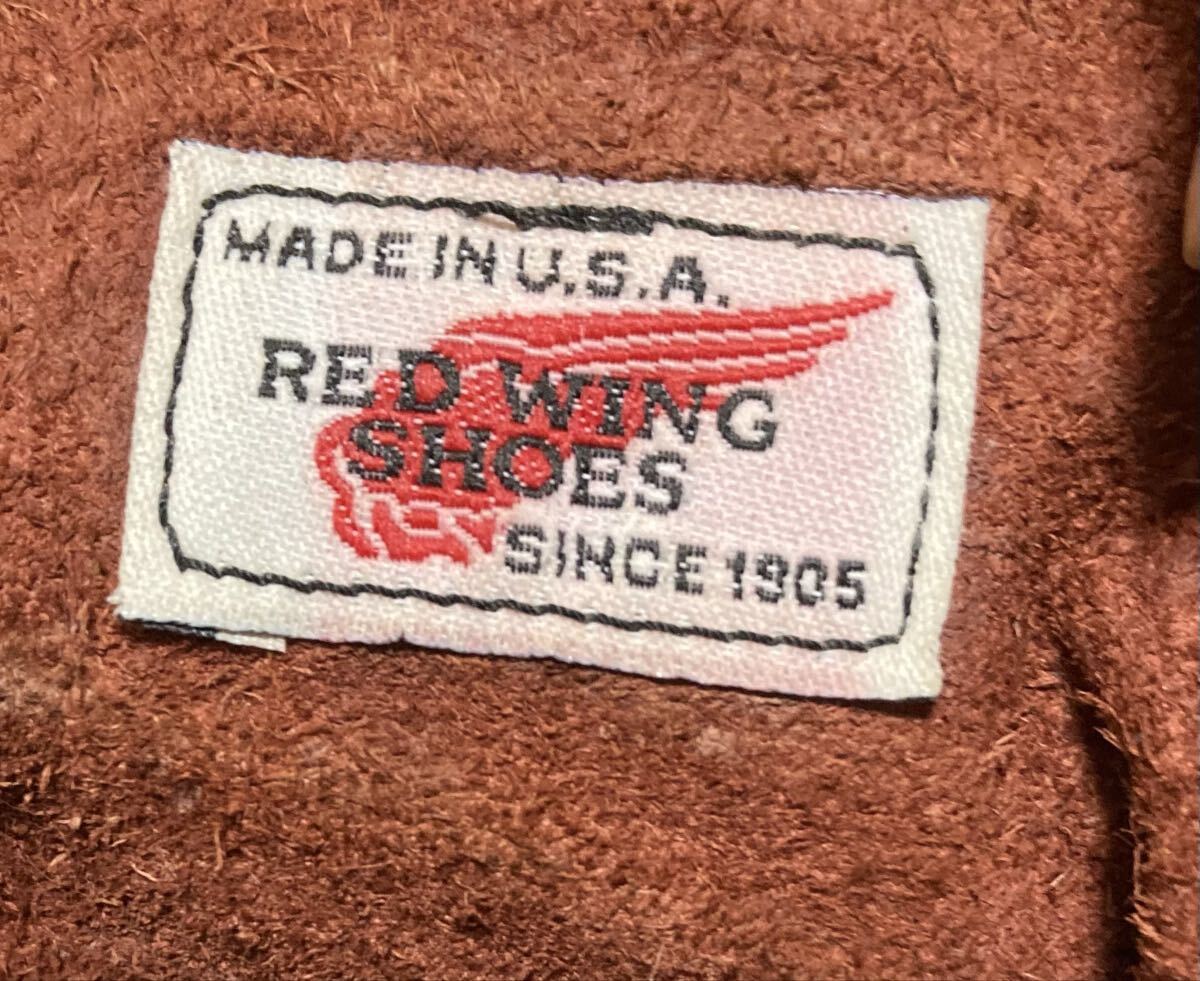 MADE IN U.S.A.
RED WING
SHOES
SINCE 1905